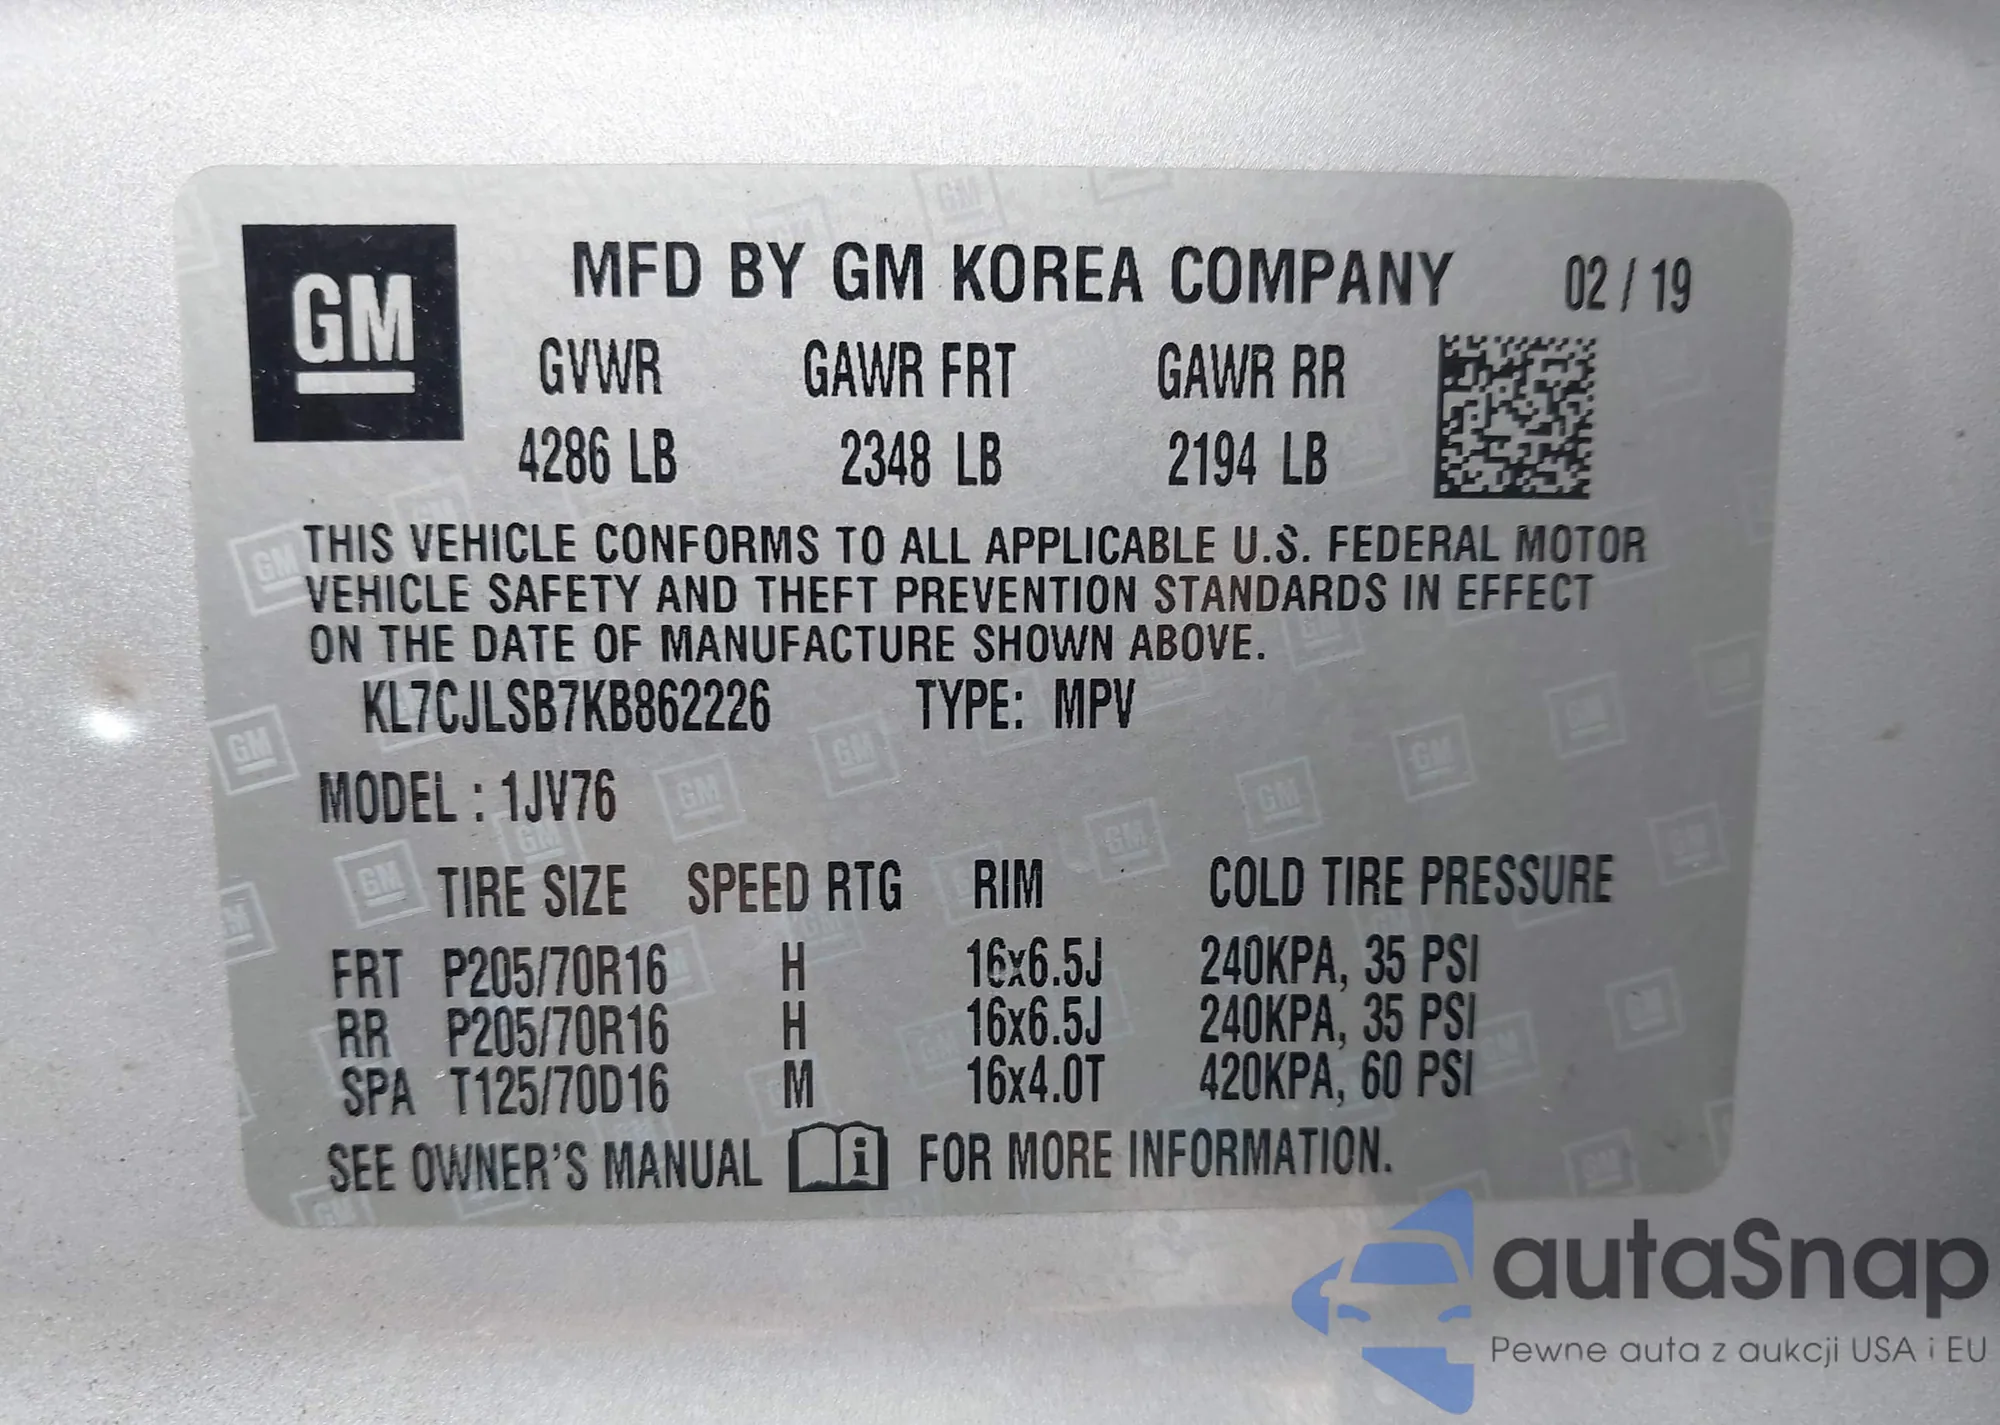 GM
MFD BY GM KOREA COMPANY 02 / 19
GVWR GAWR FRT GAWR RR
4286 LB 2348 LB 2194 LB
THIS VEHICLE CONFORMS TO ALL APPLICABLE U.S. FEDERAL MOTOR
VEHICLE SAFETY AND THEFT PREVENTION STANDARDS IN EFFECT
ON THE DATE OF MANUFACTURE SHOWN ABOVE.
KL7CJLSB7KB862226 TYPE: MPV
MODEL : 1JV76
TIRE SIZE SPEED RTG RIM COLD TIRE PRESSURE
FRT P205/70R16 H 16x6.5J 240KPA, 35 PSI
RR P205/70R16 H 16x6.5J 240KPA, 35 PSI
SPA T125/70D16 M 16x4.0T 420KPA, 60 PSI
SEE OWNER'S MANUAL i FOR MORE INFORMATION.
autaSnap
Pewne auta z aukcji USA i EU